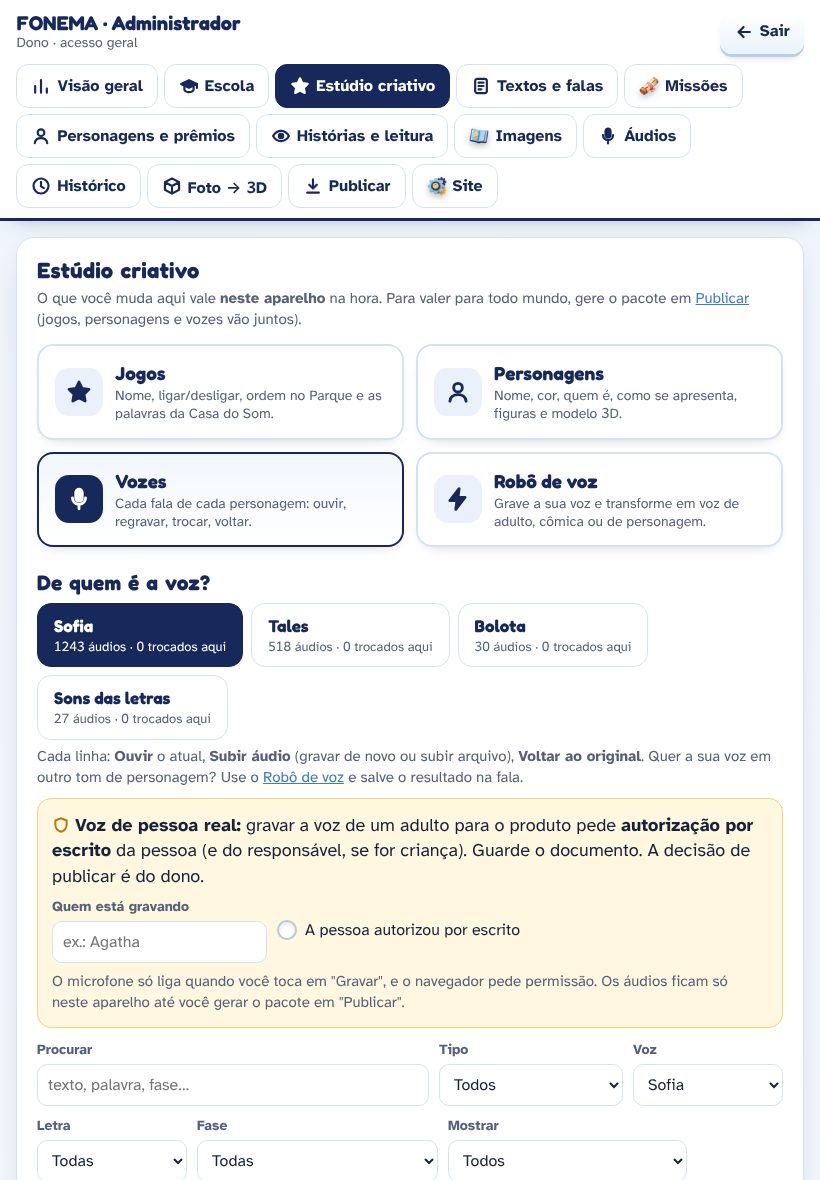 FONEMA · Administrador
Dono · acesso geral
← Sair
Visão geral
Escola
Estúdio criativo
Textos e falas
Missões
Personagens e prêmios
Histórias e leitura
Imagens
Áudios
Histórico
Foto → 3D
Publicar
Site
Estúdio criativo
O que você muda aqui vale neste aparelho na hora. Para valer para todo mundo, gere o pacote em Publicar
(jogos, personagens e vozes vão juntos).
Jogos
Nome, ligar/desligar, ordem no Parque e as
palavras da Casa do Som.
Personagens
Nome, cor, quem é, como se apresenta,
figuras e modelo 3D.
Vozes
Cada fala de cada personagem: ouvir,
regravar, trocar, voltar.
Robô de voz
Grave a sua voz e transforme em voz de
adulto, cômica ou de personagem.
De quem é a voz?
Sofia
1243 áudios · 0 trocados aqui
Tales
518 áudios · 0 trocados aqui
Bolota
30 áudios · 0 trocados aqui
Sons das letras
27 áudios · 0 trocados aqui
Cada linha: Ouvir o atual, Subir áudio (gravar de novo ou subir arquivo), Voltar ao original. Quer a sua voz em
outro tom de personagem? Use o Robô de voz e salve o resultado na fala.
Voz de pessoa real: gravar a voz de um adulto para o produto pede autorização por
escrito da pessoa (e do responsável, se for criança). Guarde o documento. A decisão de
publicar é do dono.
Quem está gravando
ex.: Agatha
A pessoa autorizou por escrito
O microfone só liga quando você toca em "Gravar", e o navegador pede permissão. Os áudios ficam só
neste aparelho até você gerar o pacote em "Publicar".
Procurar
Tipo
Voz
texto, palavra, fase...
Todos
Sofia
Letra
Fase
Mostrar
Todas
Todas
Todos